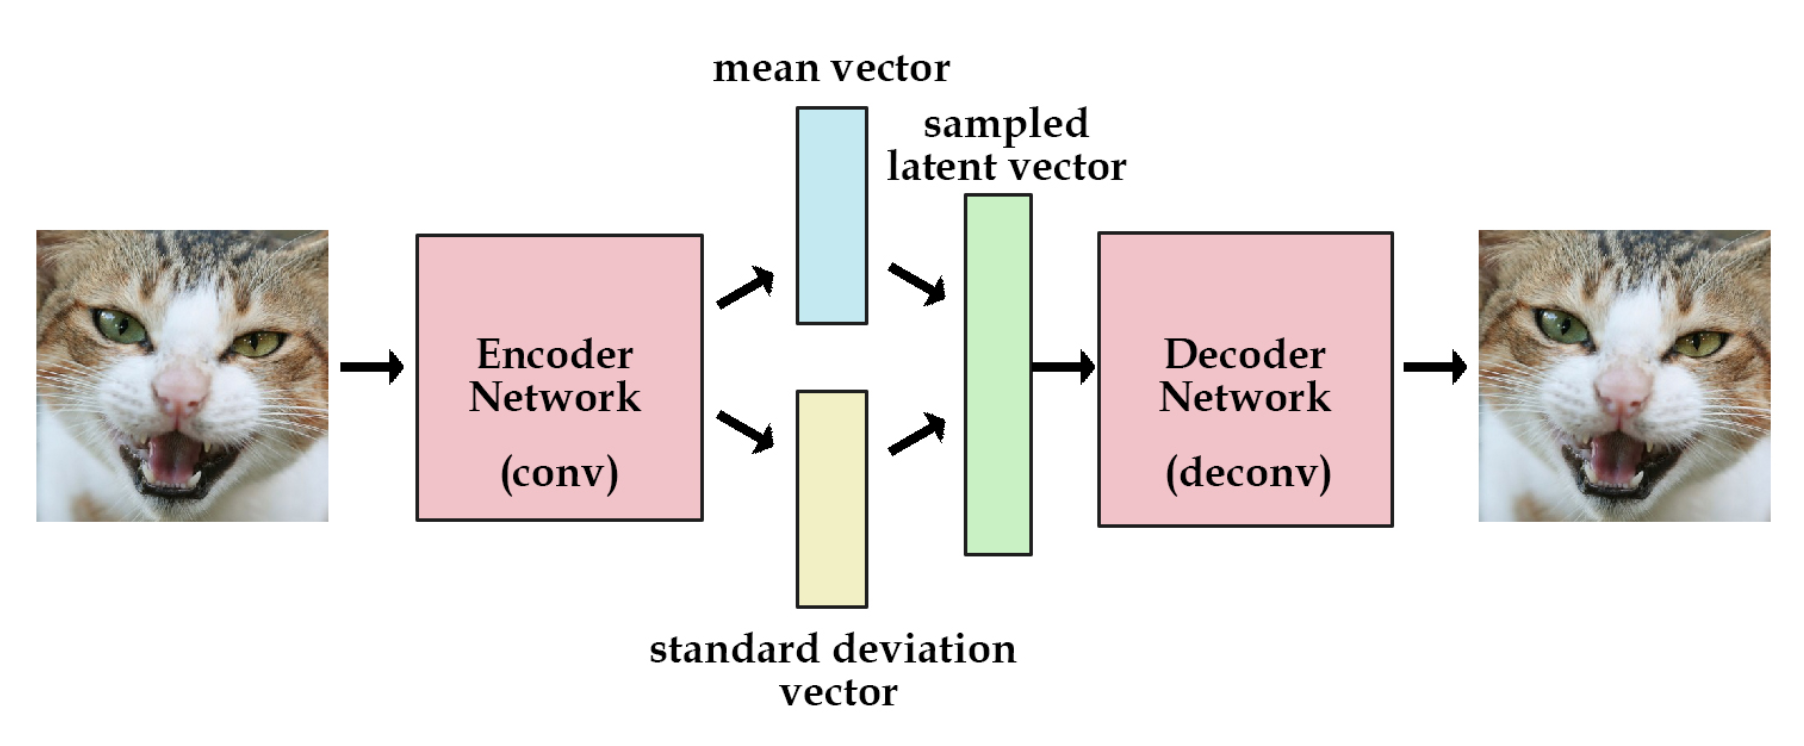 mean vector
sampled
latent vector
Encoder
Network
(conv)
Decoder
Network
(deconv)
standard deviation
vector